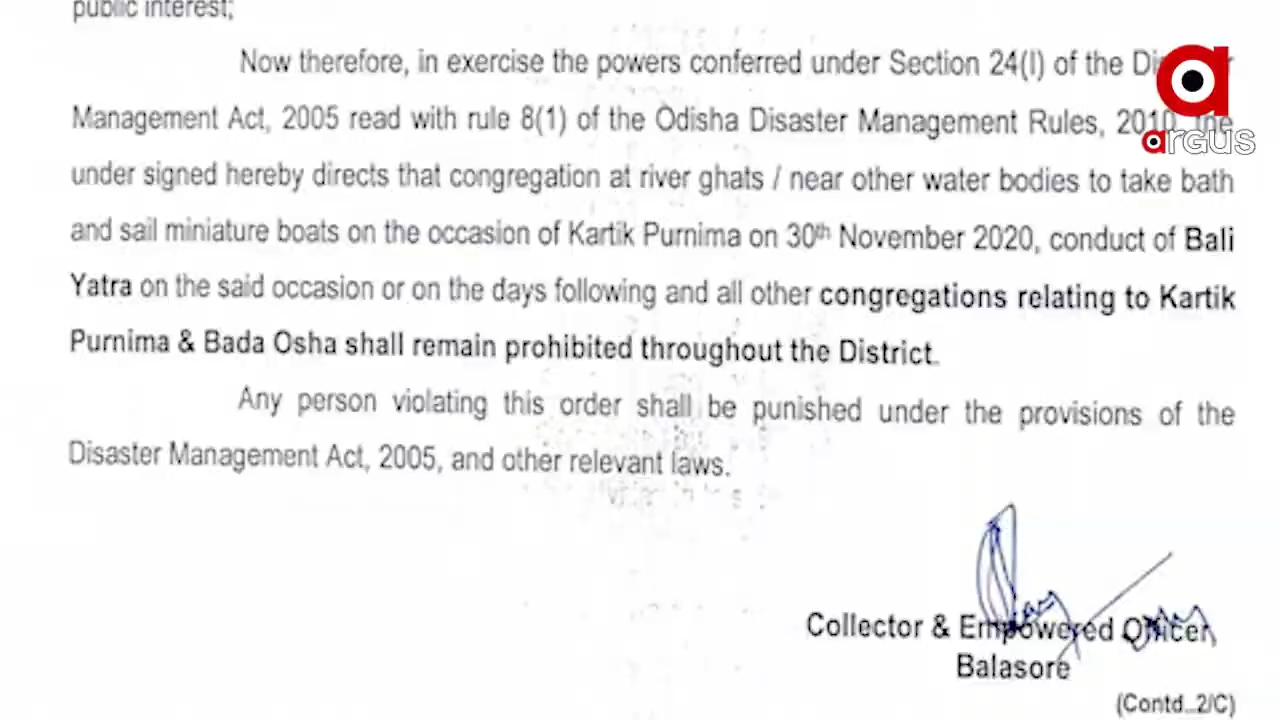 public interest;
Now therefore, in exercise the powers conferred under Section 24(I) of the Disaster
Management Act, 2005 read with rule 8(1) of the Odisha Disaster Management Rules, 2010, the
under signed hereby directs that congregation at river ghats / near other water bodies to take bath
and sail miniature boats on the occasion of Kartik Purnima on 30th November 2020, conduct of Bali
Yatra on the said occasion or on the days following and all other congregations relating to Kartik
Purnima & Bada Osha shall remain prohibited throughout the District.
Any person violating this order shall be punished under the provisions of the
Disaster Management Act, 2005, and other relevant laws.
Collector & Empowered Officer
Balasore
(Contd..2/C)
argus